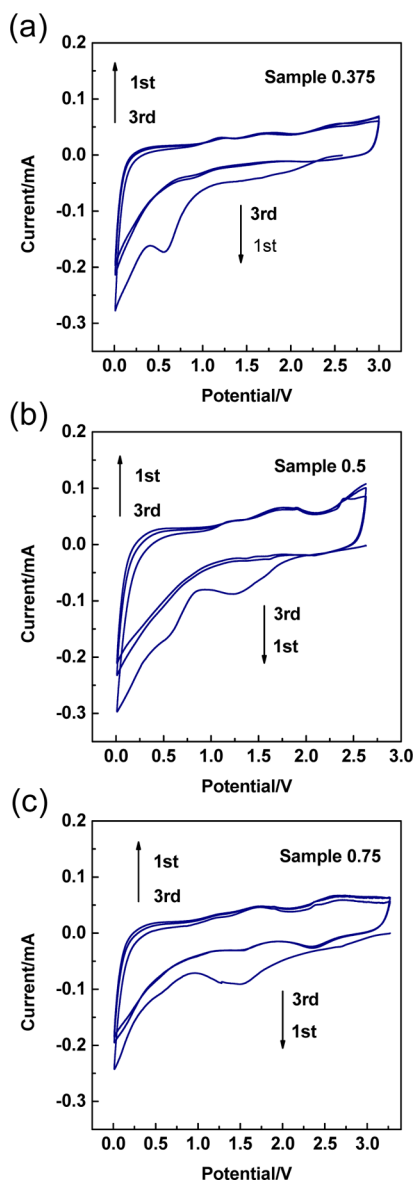 (a)
Sample 0.375
1st
3rd
3rd
1st
Current/mA
0.2
0.1
0.0
-0.1
-0.2
-0.3
0.0 0.5 1.0 1.5 2.0 2.5 3.0
Potential/V
(b)
Sample 0.5
1st
3rd
3rd
1st
Current/mA
0.2
0.1
0.0
-0.1
-0.2
-0.3
0.0 0.5 1.0 1.5 2.0 2.5
Potential/V
(c)
Sample 0.75
1st
3rd
3rd
1st
Current/mA
0.2
0.1
0.0
-0.1
-0.2
-0.3
0.0 0.5 1.0 1.5 2.0 2.5 3.0
Potential/V